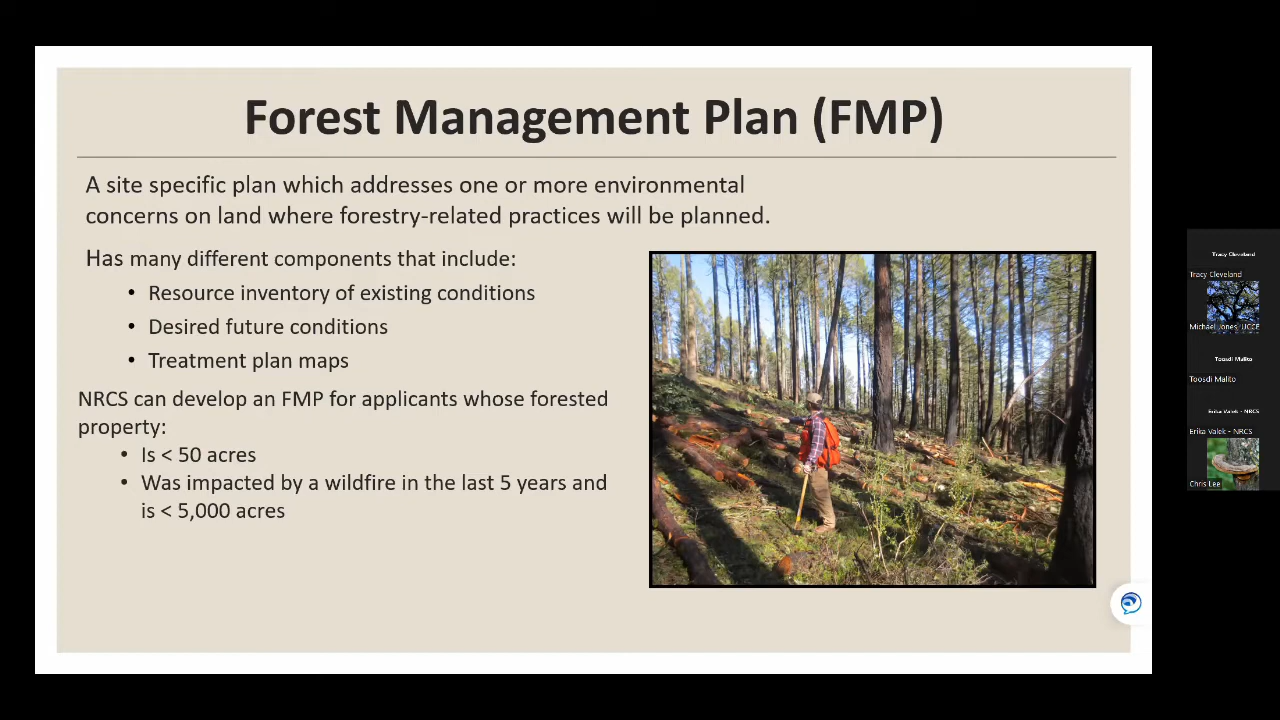 Forest Management Plan (FMP)
A site specific plan which addresses one or more environmental
concerns on land where forestry-related practices will be planned.
Has many different components that include:
• Resource inventory of existing conditions
• Desired future conditions
• Treatment plan maps
NRCS can develop an FMP for applicants whose forested
property:
• Is < 50 acres
• Was impacted by a wildfire in the last 5 years and
is < 5,000 acres
Tracy Cleveland
Tracy Cleveland
Michael Jones, UCCE
Toosdi Malito
Toosdi Malito
Erika Valek - NRCS
Erika Valek - NRCS
Chris Lee